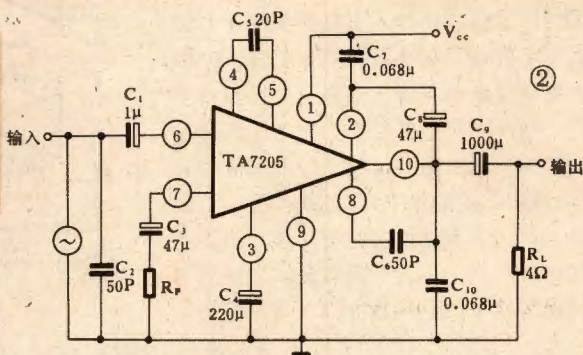 C₅ 20P
V.cc
C₇
0.068μ
②
④
⑤
①
C₁
1μ
②
C₈
47μ
C₉
1000μ
输入
⑥
TA7205
⑩
输出
⑦
⑧
C₃
47μ
③
⑨
C₂
50P
R_F
C₄
220μ
C₆50P
R_L
4Ω
C₁₀
0.068μ